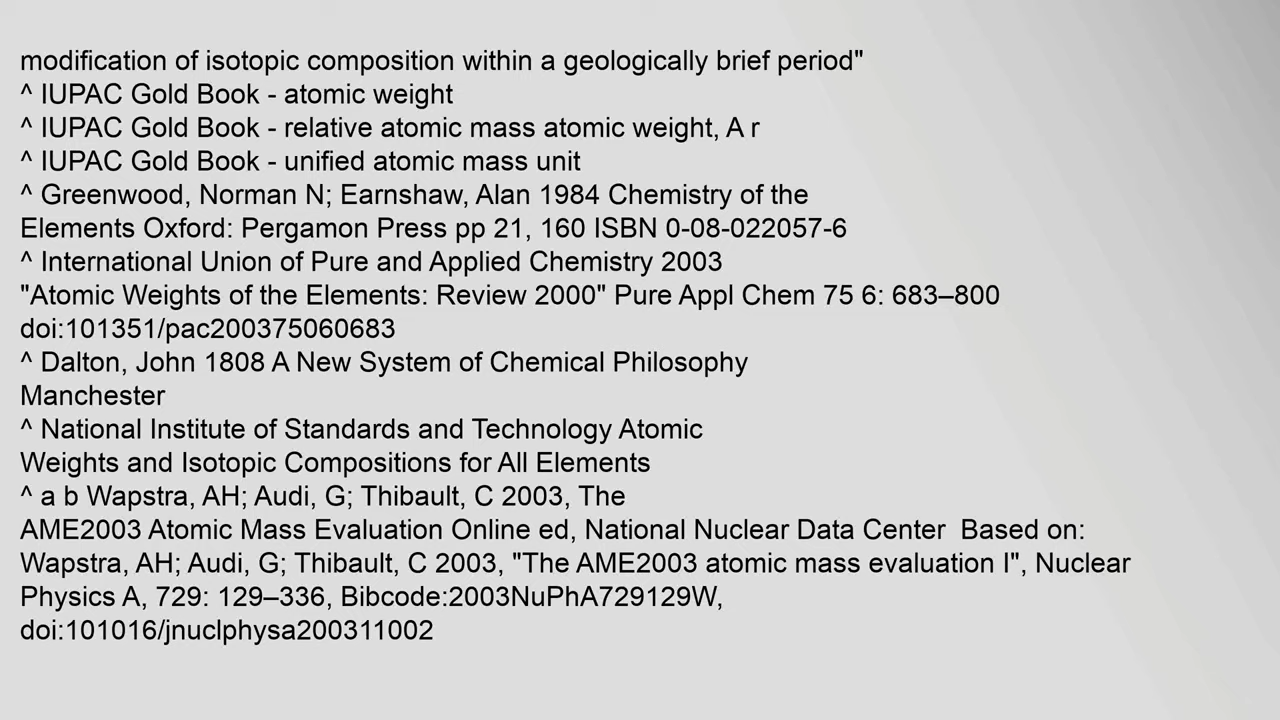 modification of isotopic composition within a geologically brief period"
^ IUPAC Gold Book - atomic weight
^ IUPAC Gold Book - relative atomic mass atomic weight, A r
^ IUPAC Gold Book - unified atomic mass unit
^ Greenwood, Norman N; Earnshaw, Alan 1984 Chemistry of the
Elements Oxford: Pergamon Press pp 21, 160 ISBN 0-08-022057-6
^ International Union of Pure and Applied Chemistry 2003
"Atomic Weights of the Elements: Review 2000" Pure Appl Chem 75 6: 683–800
doi:101351/pac200375060683
^ Dalton, John 1808 A New System of Chemical Philosophy
Manchester
^ National Institute of Standards and Technology Atomic
Weights and Isotopic Compositions for All Elements
^ a b Wapstra, AH; Audi, G; Thibault, C 2003, The
AME2003 Atomic Mass Evaluation Online ed, National Nuclear Data Center  Based on:
Wapstra, AH; Audi, G; Thibault, C 2003, "The AME2003 atomic mass evaluation I", Nuclear
Physics A, 729: 129–336, Bibcode:2003NuPhA729129W,
doi:101016/jnuclphysa200311002